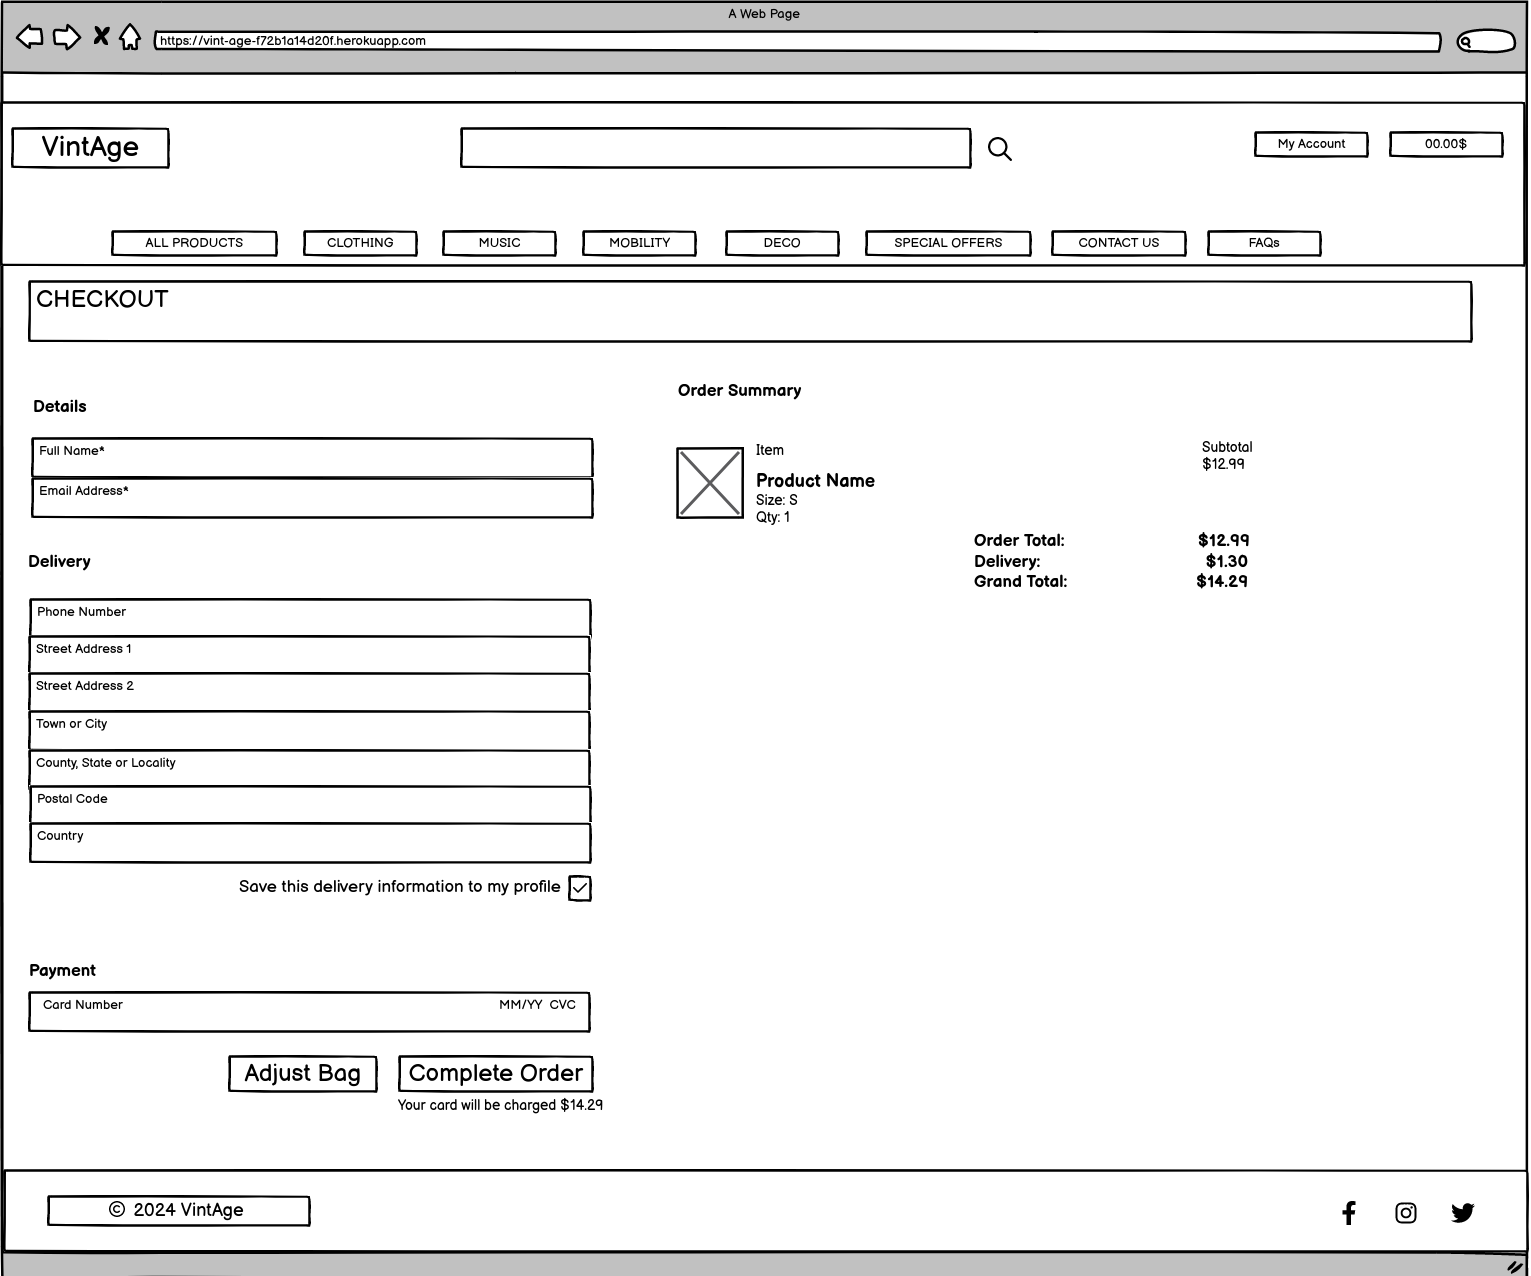 A Web Page
https://vint-age-f72b1a14d20f.herokuapp.com
VintAge
My Account
00.00$
ALL PRODUCTS
CLOTHING
MUSIC
MOBILITY
DECO
SPECIAL OFFERS
CONTACT US
FAQs
CHECKOUT
Details
Full Name*
Email Address*
Delivery
Phone Number
Street Address 1
Street Address 2
Town or City
County, State or Locality
Postal Code
Country
Save this delivery information to my profile
Payment
Card Number MM/YY CVC
Adjust Bag
Complete Order
Your card will be charged $14.29
Order Summary
Item
Subtotal
$12.99
Product Name
Size: S
Qty: 1
Order Total: $12.99
Delivery: $1.30
Grand Total: $14.29
© 2024 VintAge